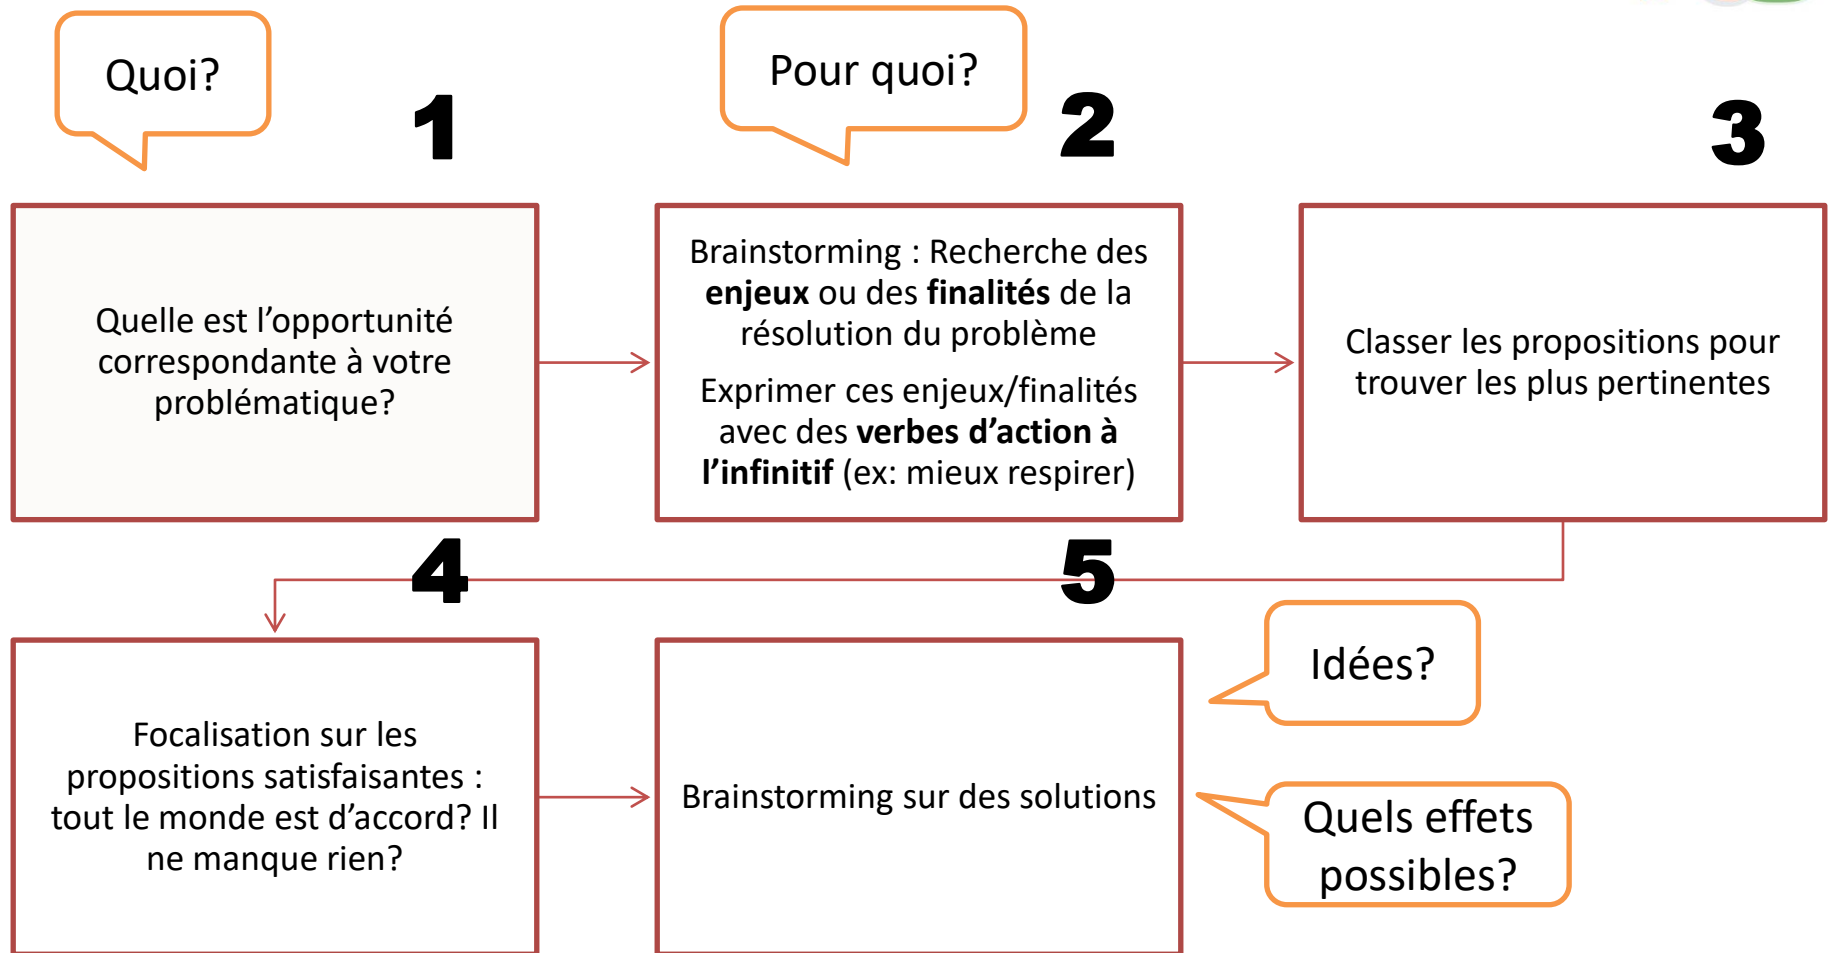 Quoi?
1
Pour quoi?
2
3
Quelle est l’opportunité
correspondante à votre
problématique?
Brainstorming : Recherche des
enjeux ou des finalités de la
résolution du problème
Exprimer ces enjeux/finalités
avec des verbes d’action à
l’infinitif (ex: mieux respirer)
Classer les propositions pour
trouver les plus pertinentes
4
5
Focalisation sur les
propositions satisfaisantes :
tout le monde est d’accord? Il
ne manque rien?
Brainstorming sur des solutions
Idées?
Quels effets
possibles?